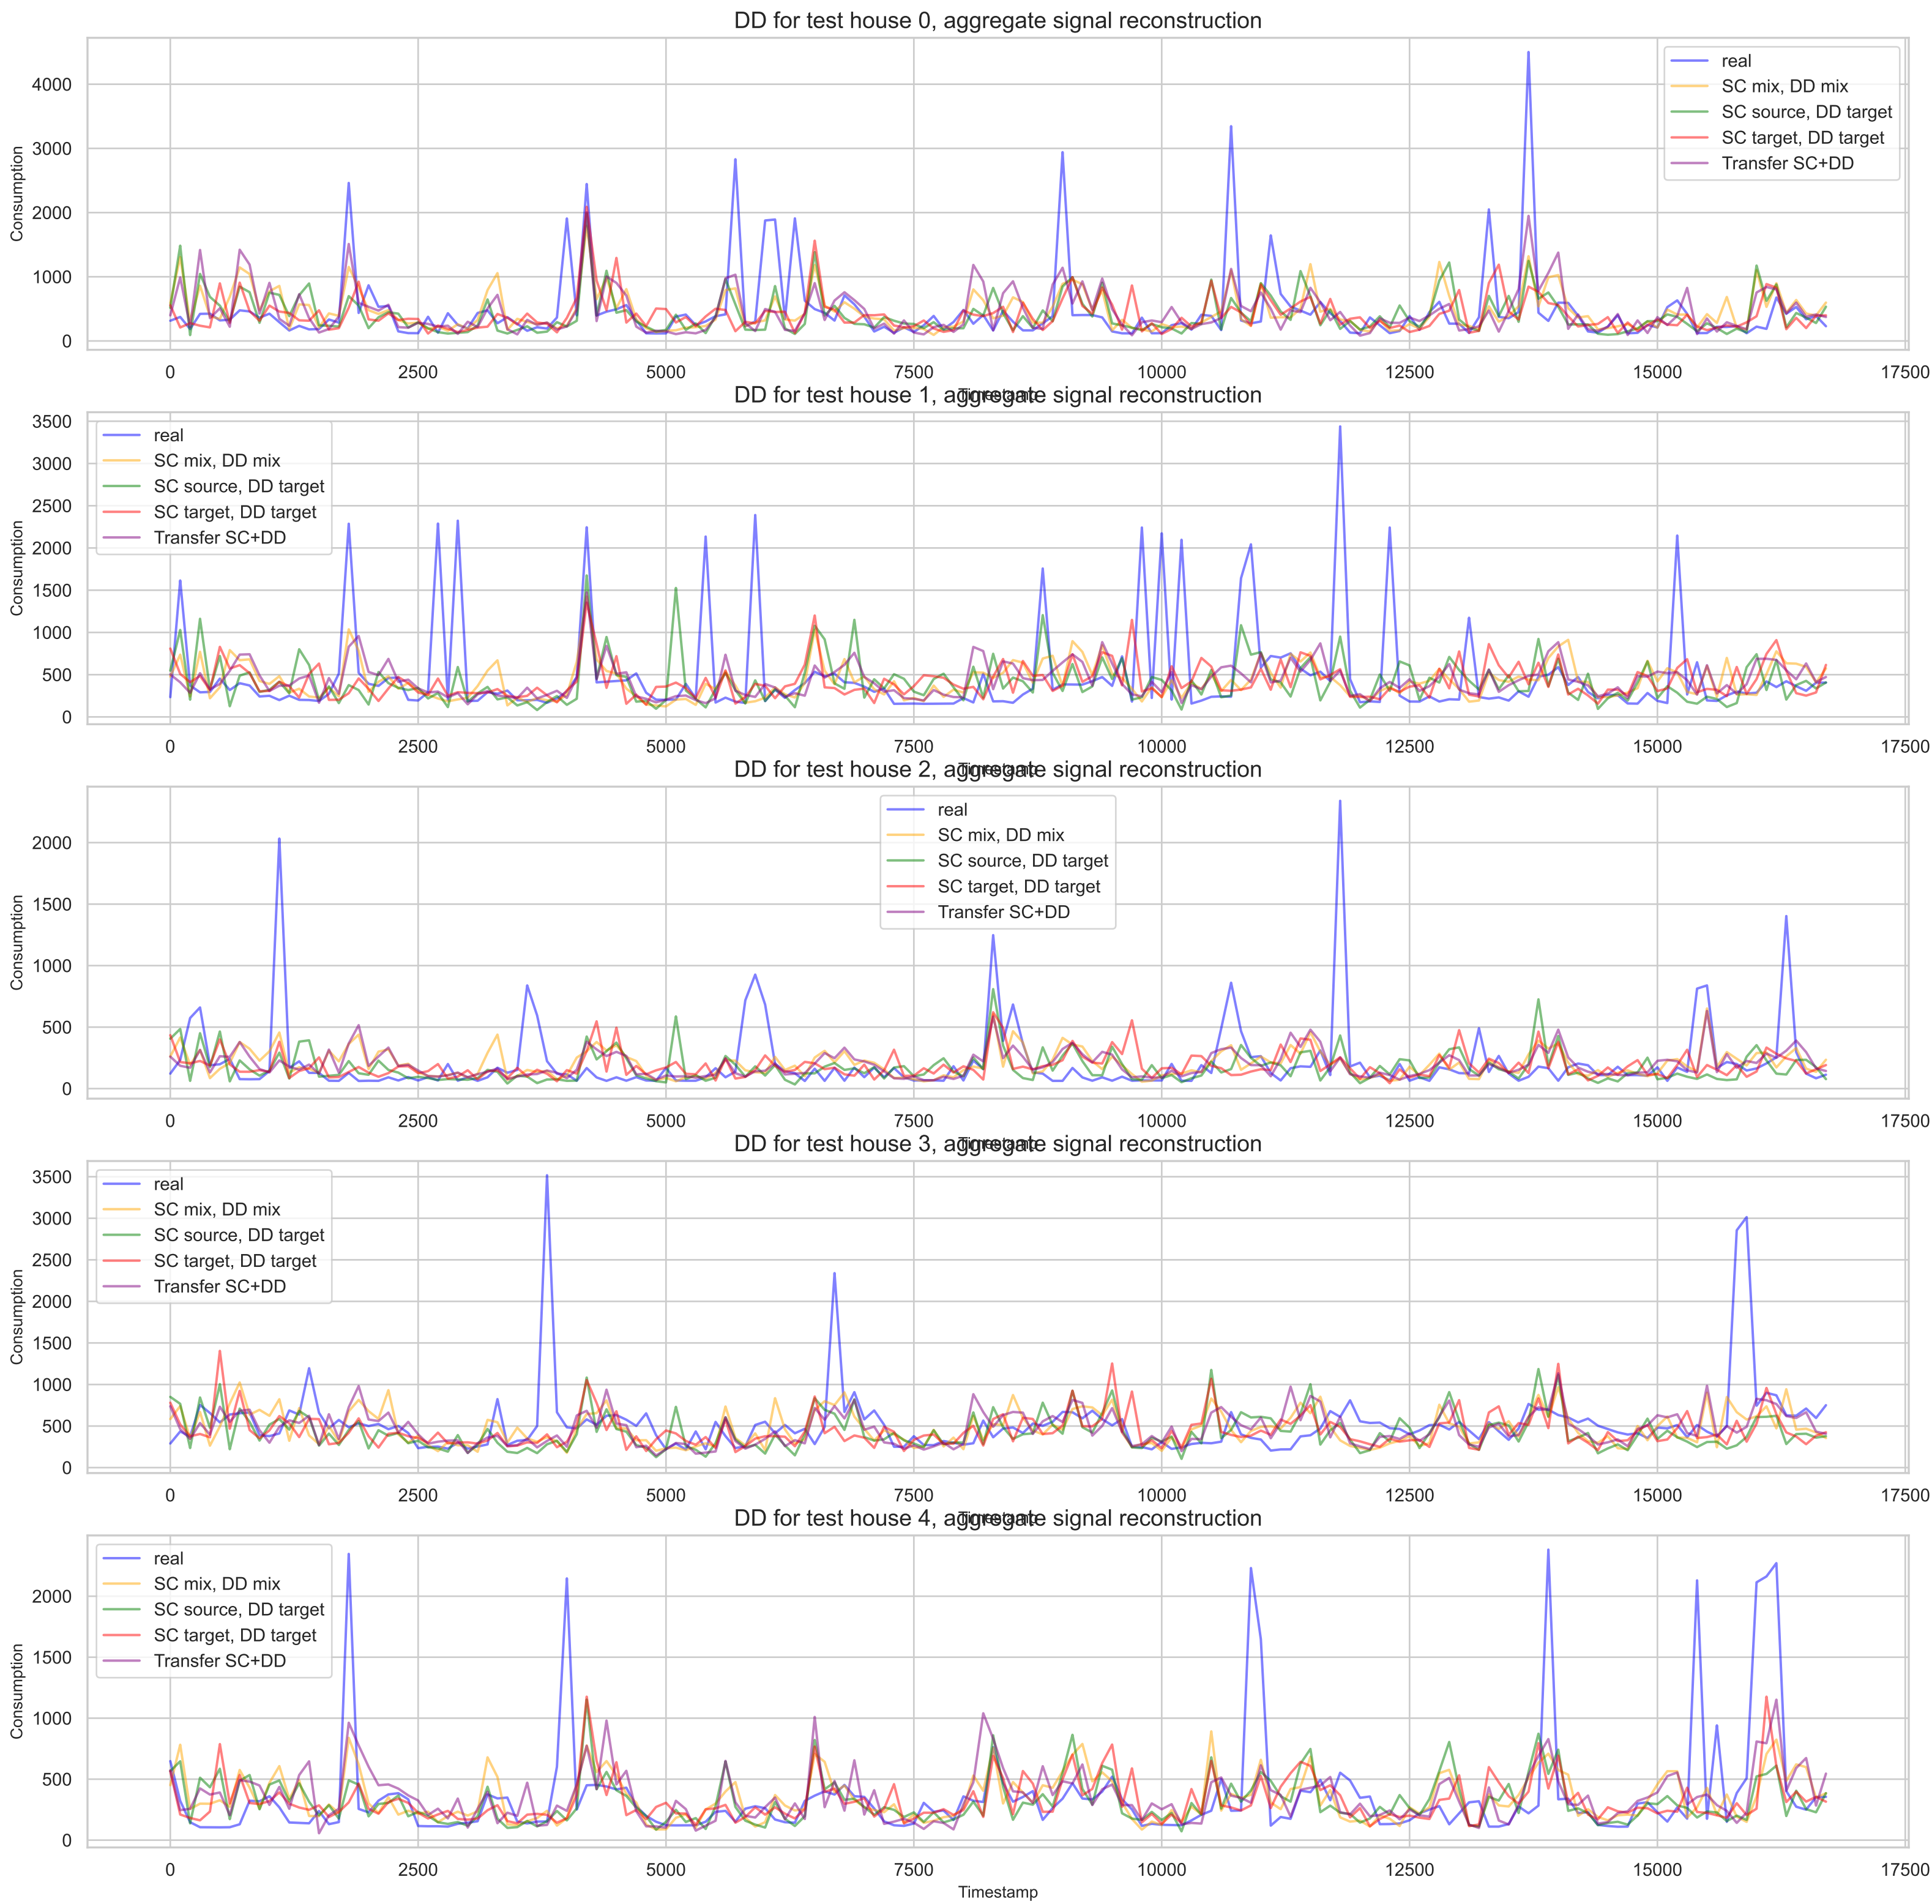 DD for test house 0, aggregate signal reconstruction
Consumption
4000
3000
2000
1000
0
real
SC mix, DD mix
SC source, DD target
SC target, DD target
Transfer SC+DD
0 2500 5000 7500 10000 12500 15000 17500
Timestamp
DD for test house 1, aggregate signal reconstruction
Consumption
3500
3000
2500
2000
1500
1000
500
0
real
SC mix, DD mix
SC source, DD target
SC target, DD target
Transfer SC+DD
0 2500 5000 7500 10000 12500 15000 17500
Timestamp
DD for test house 2, aggregate signal reconstruction
Consumption
2000
1500
1000
500
0
real
SC mix, DD mix
SC source, DD target
SC target, DD target
Transfer SC+DD
0 2500 5000 7500 10000 12500 15000 17500
Timestamp
DD for test house 3, aggregate signal reconstruction
Consumption
3500
3000
2500
2000
1500
1000
500
0
real
SC mix, DD mix
SC source, DD target
SC target, DD target
Transfer SC+DD
0 2500 5000 7500 10000 12500 15000 17500
Timestamp
DD for test house 4, aggregate signal reconstruction
Consumption
2000
1500
1000
500
0
real
SC mix, DD mix
SC source, DD target
SC target, DD target
Transfer SC+DD
0 2500 5000 7500 10000 12500 15000 17500
Timestamp